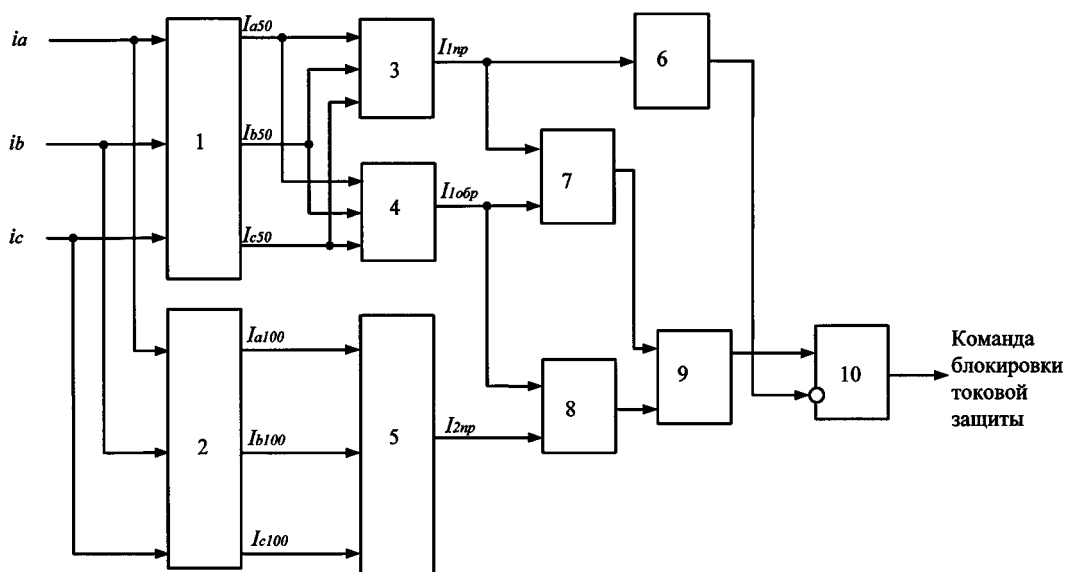 ia
ib
ic
1
2
Ia50
Ib50
Ic50
Ia100
Ib100
Ic100
3
4
5
I1пр
I1обр
I2пр
6
7
8
9
10
Команда
блокировки
токовой
защиты